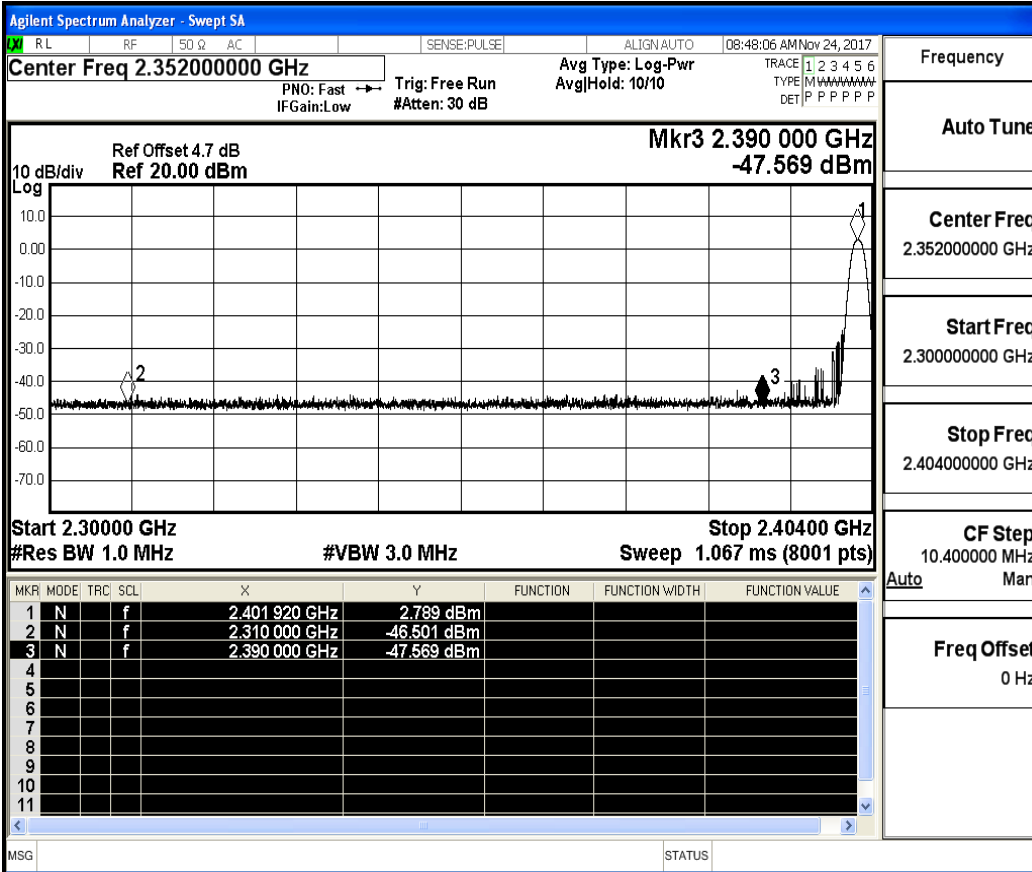 Agilent Spectrum Analyzer - Swept SA
LXI RL RF 50 Ω AC SENSE:PULSE ALIGN AUTO 08:48:06 AM Nov 24, 2017
Center Freq 2.352000000 GHz
PNO: Fast
IFGain:Low
Trig: Free Run
#Atten: 30 dB
Avg Type: Log-Pwr
Avg|Hold: 10/10
TRACE 1 2 3 4 5 6
TYPE M W W W W W
DET P P P P P P
Mkr3 2.390 000 GHz
-47.569 dBm
Ref Offset 4.7 dB
10 dB/div Ref 20.00 dBm
Log
10.0
0.00
-10.0
-20.0
-30.0
-40.0
-50.0
-60.0
-70.0
1
2
3
Start 2.30000 GHz Stop 2.40400 GHz
#Res BW 1.0 MHz #VBW 3.0 MHz Sweep 1.067 ms (8001 pts)
MKR MODE TRC SCL X Y FUNCTION FUNCTION WIDTH FUNCTION VALUE
1 N f 2.401 920 GHz 2.789 dBm
2 N f 2.310 000 GHz -46.501 dBm
3 N f 2.390 000 GHz -47.569 dBm
4
5
6
7
8
9
10
11
MSG STATUS
Frequency
Auto Tune
Center Freq
2.352000000 GHz
Start Freq
2.300000000 GHz
Stop Freq
2.404000000 GHz
CF Step
10.400000 MHz
Auto Man
Freq Offset
0 Hz